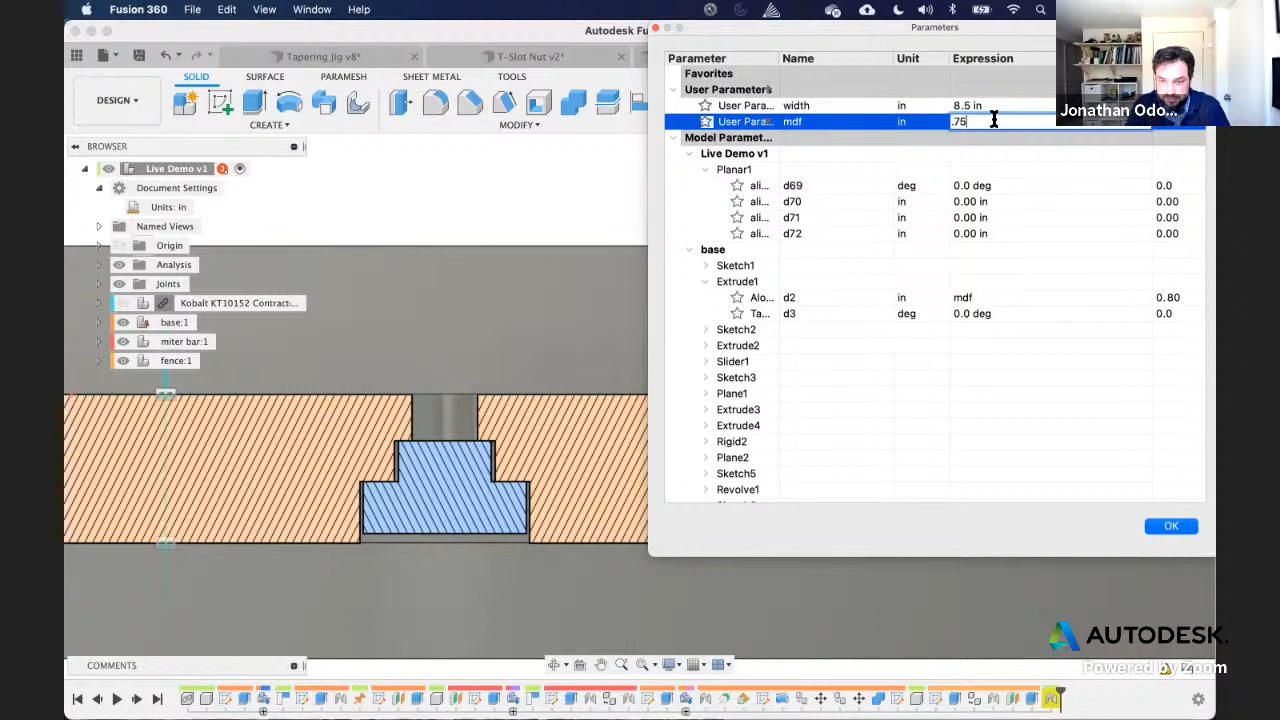 Fusion 360 File Edit View Window Help
Autodesk Fu
Parameters
Tapering Jig v8*
T-Slot Nut v2*
SOLID SURFACE PARAMESH SHEET METAL TOOLS
DESIGN
CREATE
MODIFY
BROWSER
Live Demo v1
Document Settings
Units: in
Named Views
Origin
Analysis
Joints
Kobalt KT10152 Contract...
base:1
miter bar:1
fence:1
COMMENTS
Parameter Name Unit Expression
Favorites
User Parameters
User Para... width in 8.5 in
User Para... mdf in .75
Model Paramet...
Live Demo v1
Planar1
ali... d69 deg 0.0 deg 0.0
ali... d70 in 0.00 in 0.00
ali... d71 in 0.00 in 0.00
ali... d72 in 0.00 in 0.00
base
Sketch1
Extrude1
Alo... d2 in mdf 0.80
Ta... d3 deg 0.0 deg 0.0
Sketch2
Extrude2
Slider1
Sketch3
Plane1
Extrude3
Extrude4
Rigid2
Plane2
Sketch5
Revolve1
OK
Jonathan Odo...
AUTODESK.
Powered by Zoom